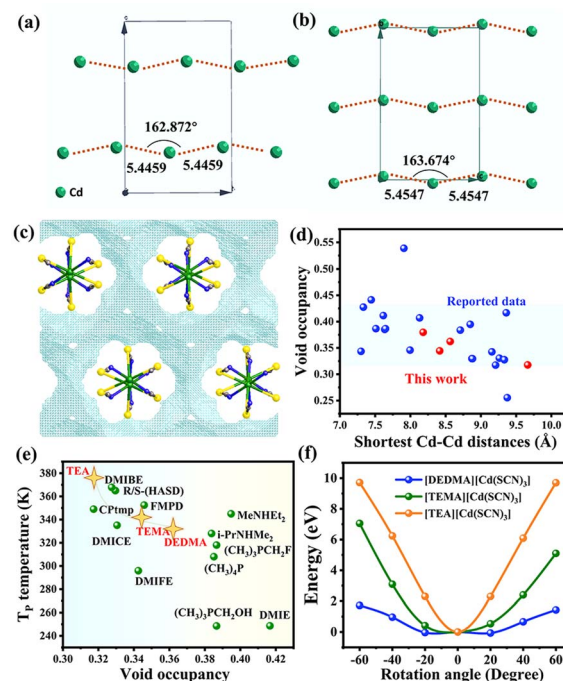 (a)
c
162.872°
5.4459 5.4459
Cd
(b)
163.674°
5.4547 5.4547
(c)
(d)
Void occupancy
0.55
0.50
0.45
0.40
0.35
0.30
0.25
Reported data
This work
7.0 7.5 8.0 8.5 9.0 9.5 10.0
Shortest Cd-Cd distances (Å)
(e)
T_P temperature (K)
380
360
340
320
300
280
260
240
TEA
DMIBE
R/S-(HASD)
CPtmp
FMPD
MeNHEt₂
TEMA
DMICE
DEDMA
i-PrNHMe₂
(CH₃)₃PCH₂F
(CH₃)₄P
DMIFE
(CH₃)₃PCH₂OH
DMIE
0.30 0.32 0.34 0.36 0.38 0.40 0.42
Void occupancy
(f)
Energy (eV)
12
10
8
6
4
2
0
[DEDMA][Cd(SCN)₃]
[TEMA][Cd(SCN)₃]
[TEA][Cd(SCN)₃]
-60 -40 -20 0 20 40 60
Rotation angle (Degree)